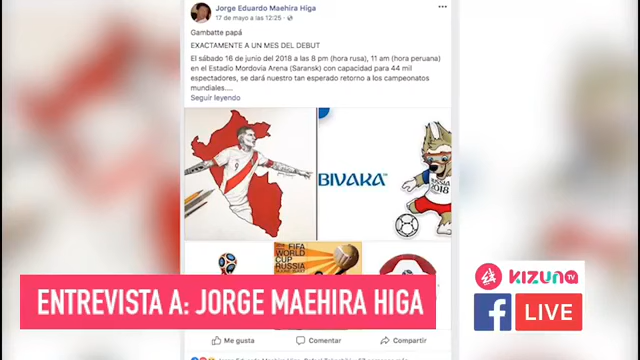 Jorge Eduardo Maehira Higa
17 de mayo a las 12:25 ·
Gambatte papá
EXACTAMENTE A UN MES DEL DEBUT
El sábado 16 de junio del 2018 a las 8 pm (hora rusa), 11 am (hora peruana)
en el Estadio Mordovia Arena (Saransk) con capacidad para 44 mil
espectadores, se dará nuestro tan esperado retorno a los campeonatos
mundiales....
Seguir leyendo
9
BIVAKA™
RUSSIA
2018
FIFA
WORLD CUP
RUSSIA
ENTREVISTA A: JORGE MAEHIRA HIGA
KIZUNA TV
f LIVE
Me gusta
Comentar
Compartir